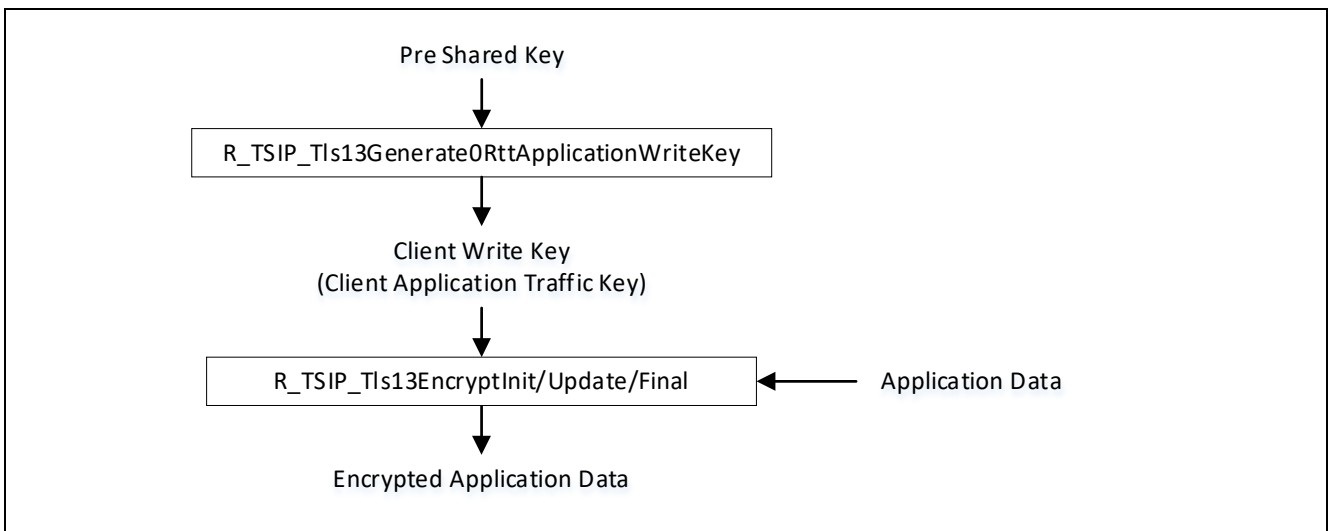 Pre Shared Key
R_TSIP_Tls13Generate0RttApplicationWriteKey
Client Write Key
(Client Application Traffic Key)
R_TSIP_Tls13EncryptInit/Update/Final
Application Data
Encrypted Application Data